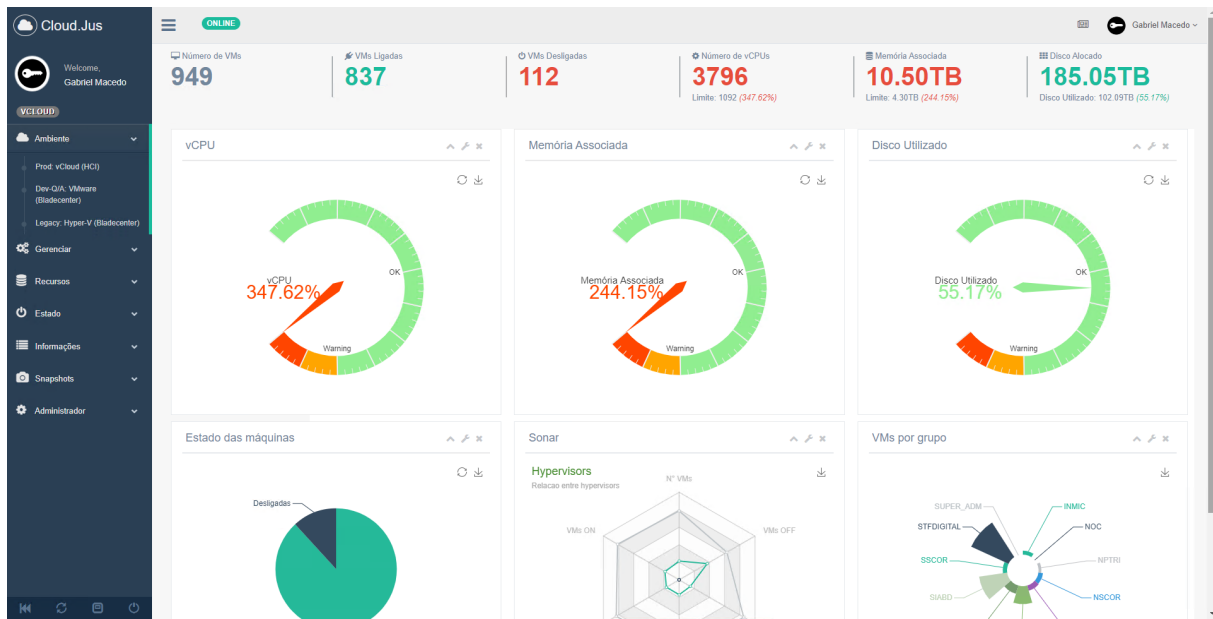 Cloud.Jus
ONLINE
Gabriel Macedo
Welcome,
Gabriel Macedo
VCLOUD
Ambiente
Prod: vCloud (HCI)
Dev-Q/A: VMware
(Bladecenter)
Legacy: Hyper-V (Bladecenter)
Gerenciar
Recursos
Estado
Informações
Snapshots
Administrador
Número de VMs
949
VMs Ligadas
837
VMs Desligadas
112
Número de vCPUs
3796
Limite: 1092 (347.62%)
Memória Associada
10.50TB
Limite: 4.30TB (244.15%)
Disco Alocado
185.05TB
Disco Utilizado: 102.09TB (55.17%)
vCPU
OK
vCPU
347.62%
Warning
Memória Associada
OK
Memória Associada
244.15%
Warning
Disco Utilizado
OK
Disco Utilizado
55.17%
Warning
Estado das máquinas
Desligadas
Sonar
Hypervisors
Relacao entre hypervisors
N° VMs
VMs ON
VMs OFF
VMs por grupo
SUPER_ADM
INMIC
STFDIGITAL
NOC
SSCOR
NPTRI
SIABD
NSCOR